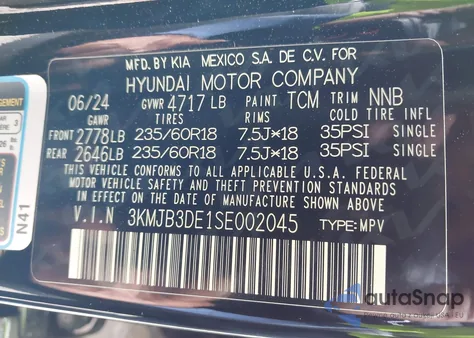 MFD. BY KIA MEXICO S.A. DE C.V. FOR
HYUNDAI MOTOR COMPANY
06/24 GVWR 4717 LB PAINT TCM TRIM NNB
GAWR TIRES RIMS COLD TIRE INFL
FRONT 2778LB 235/60R18 7.5J×18 35PSI SINGLE
REAR 2646LB 235/60R18 7.5J×18 35PSI SINGLE
THIS VEHICLE CONFORMS TO ALL APPLICABLE U.S.A. FEDERAL
MOTOR VEHICLE SAFETY, BUMPER, AND THEFT PREVENTION
STANDARDS IN EFFECT ON THE DATE OF MANUFACTURE SHOWN ABOVE.
V.I.N 3KMJB3DE1SE002045 TYPE: MPV
N41
autoSnap